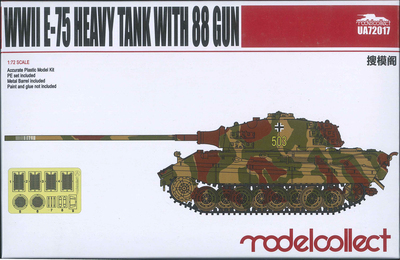 WWII E-75 HEAVY TANK WITH 88 GUN
modelcollect
UA72017
搜模阁
1:72 SCALE
Accurate Plastic Model Kit
PE set included
Metal Barrel included
Paint and glue not included
503
modelcollect